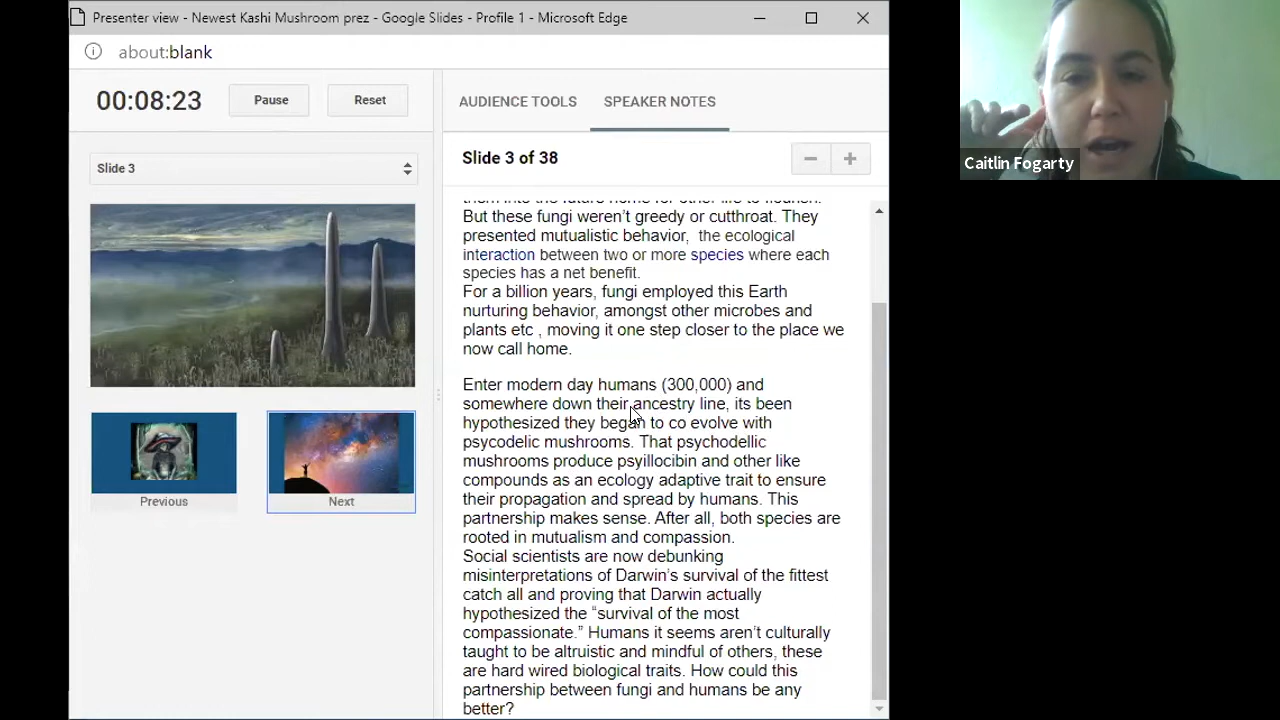 Presenter view - Newest Kashi Mushroom prez - Google Slides - Profile 1 - Microsoft Edge
about:blank
00:08:23
Pause
Reset
AUDIENCE TOOLS
SPEAKER NOTES
Slide 3
Slide 3 of 38
Previous
Next
them into the future home for other life to flourish.
But these fungi weren't greedy or cutthroat. They
presented mutualistic behavior, the ecological
interaction between two or more species where each
species has a net benefit.
For a billion years, fungi employed this Earth
nurturing behavior, amongst other microbes and
plants etc , moving it one step closer to the place we
now call home.
Enter modern day humans (300,000) and
somewhere down their ancestry line, its been
hypothesized they began to co evolve with
psycodelic mushrooms. That psychodellic
mushrooms produce psyillocibin and other like
compounds as an ecology adaptive trait to ensure
their propagation and spread by humans. This
partnership makes sense. After all, both species are
rooted in mutualism and compassion.
Social scientists are now debunking
misinterpretations of Darwin's survival of the fittest
catch all and proving that Darwin actually
hypothesized the “survival of the most
compassionate.” Humans it seems aren't culturally
taught to be altruistic and mindful of others, these
are hard wired biological traits. How could this
partnership between fungi and humans be any
better?
Caitlin Fogarty